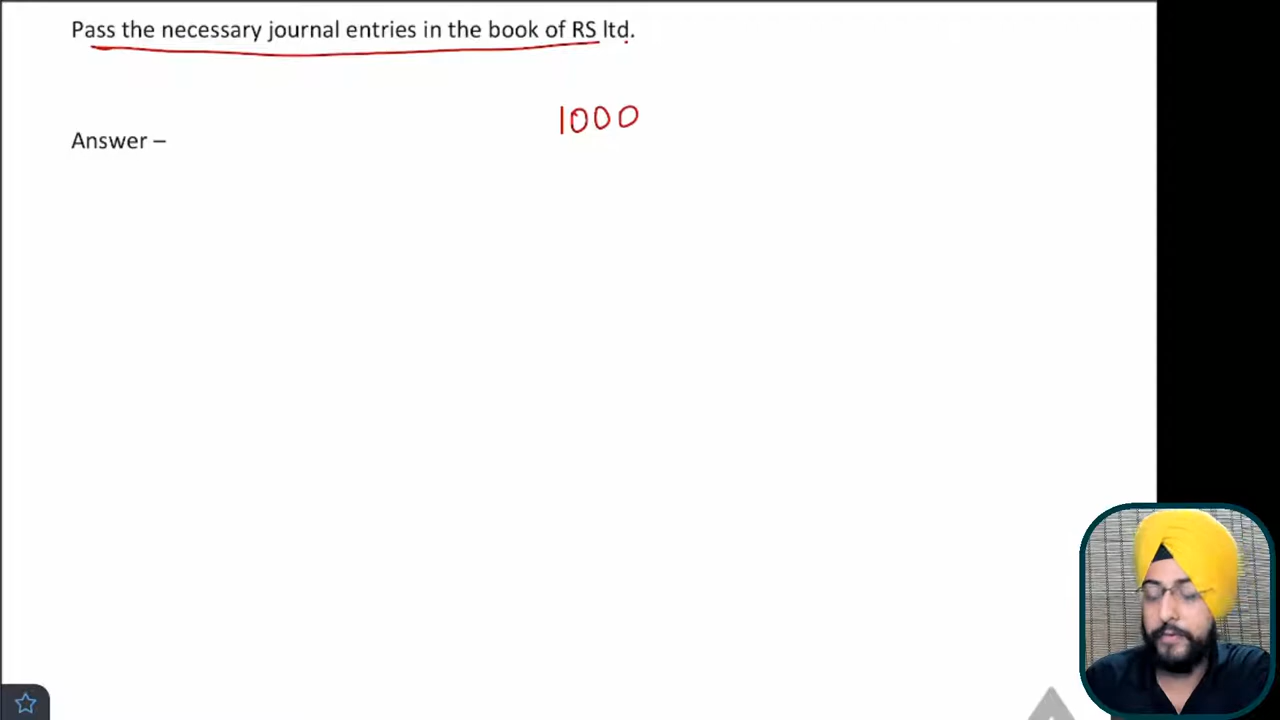 Pass the necessary journal entries in the book of RS ltd.
1000
Answer –